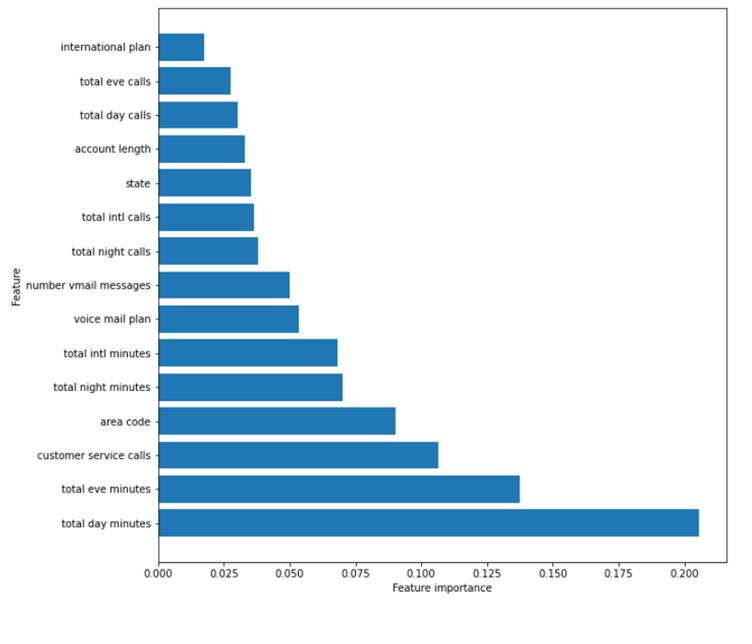 international plan
total eve calls
total day calls
account length
state
total intl calls
total night calls
number vmail messages
voice mail plan
total intl minutes
total night minutes
area code
customer service calls
total eve minutes
total day minutes
Feature
0.000 0.025 0.050 0.075 0.100 0.125 0.150 0.175 0.200
Feature importance